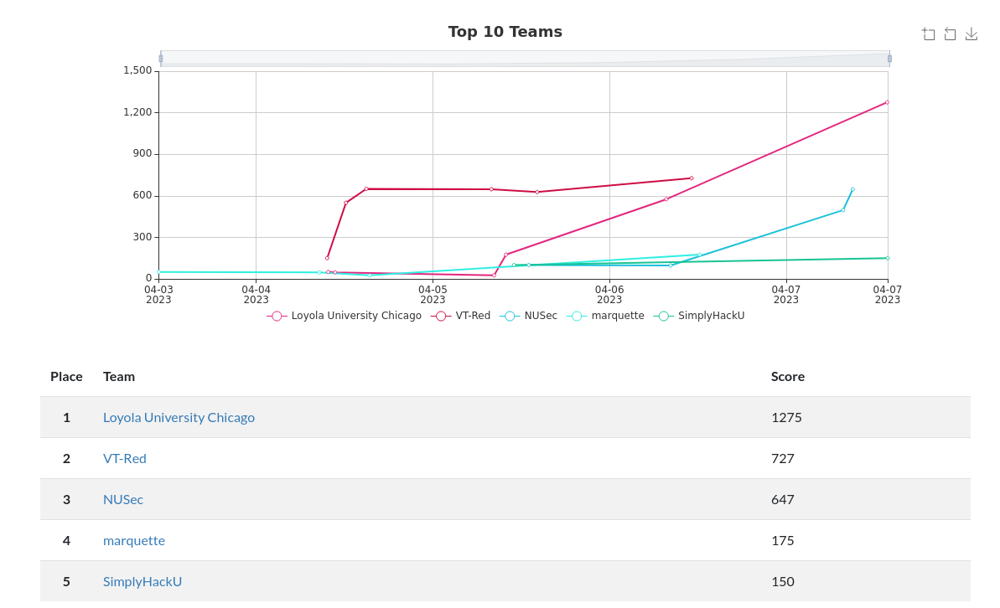 Top 10 Teams
1,500
1,200
900
600
300
0
04-03 04-04 04-05 04-06 04-07 04-07
2023 2023 2023 2023 2023 2023
Loyola University Chicago VT-Red NUSec marquette SimplyHackU
Place Team Score
1 Loyola University Chicago 1275
2 VT-Red 727
3 NUSec 647
4 marquette 175
5 SimplyHackU 150